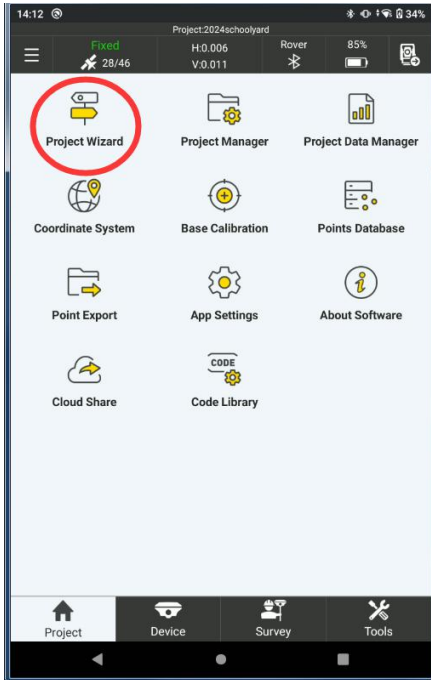 14:12 34%
Project:2024schoolyard
Fixed H:0.006 Rover 85%
28/46 V:0.011
Project Wizard Project Manager Project Data Manager
Coordinate System Base Calibration Points Database
Point Export App Settings About Software
CODE
Cloud Share Code Library
Project Device Survey Tools